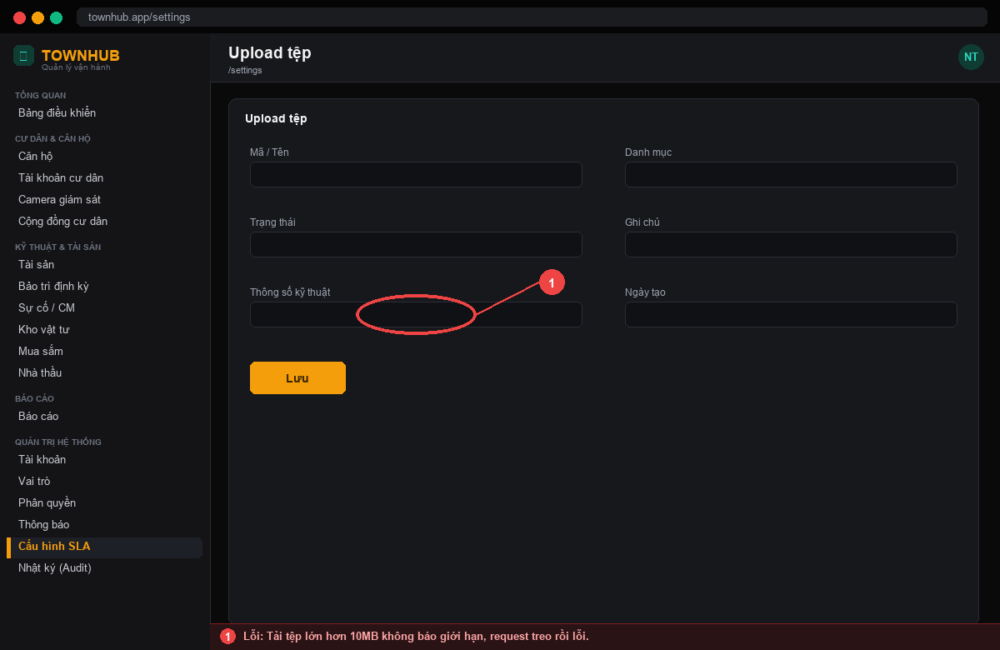 townhub.app/settings
TOWNHUB
Quản lý vận hành
TỔNG QUAN
Bảng điều khiển
CƯ DÂN & CĂN HỘ
Căn hộ
Tài khoản cư dân
Camera giám sát
Cộng đồng cư dân
KỸ THUẬT & TÀI SẢN
Tài sản
Bảo trì định kỳ
Sự cố / CM
Kho vật tư
Mua sắm
Nhà thầu
BÁO CÁO
Báo cáo
QUẢN TRỊ HỆ THỐNG
Tài khoản
Vai trò
Phân quyền
Thông báo
Cấu hình SLA
Nhật ký (Audit)
Upload tệp
/settings
NT
Upload tệp
Mã / Tên
Danh mục
Trạng thái
Ghi chú
Thông số kỹ thuật
1
Ngày tạo
Lưu
1 Lỗi: Tải tệp lớn hơn 10MB không báo giới hạn, request treo rồi lỗi.